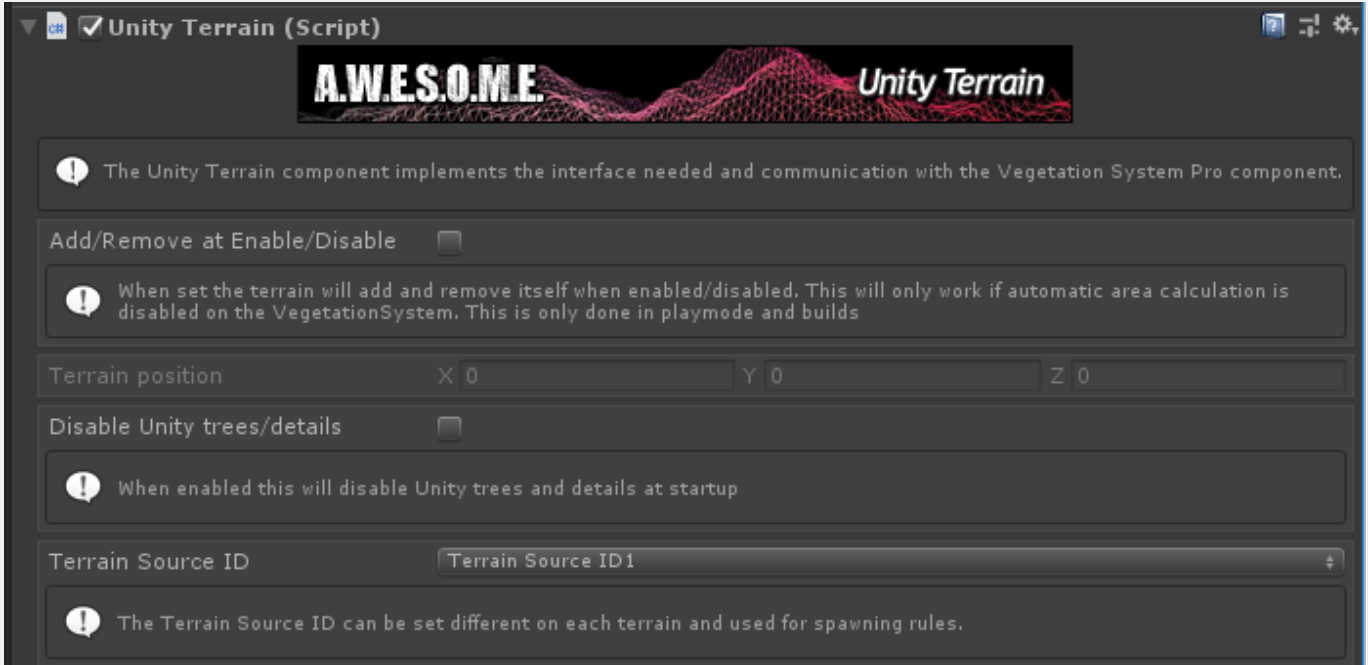 Unity Terrain (Script)
A.W.E.S.O.M.E. Unity Terrain
The Unity Terrain component implements the interface needed and communication with the Vegetation System Pro component.
Add/Remove at Enable/Disable
When set the terrain will add and remove itself when enabled/disabled. This will only work if automatic area calculation is
disabled on the VegetationSystem. This is only done in playmode and builds
Terrain position X 0 Y 0 Z 0
Disable Unity trees/details
When enabled this will disable Unity trees and details at startup
Terrain Source ID Terrain Source ID1
The Terrain Source ID can be set different on each terrain and used for spawning rules.